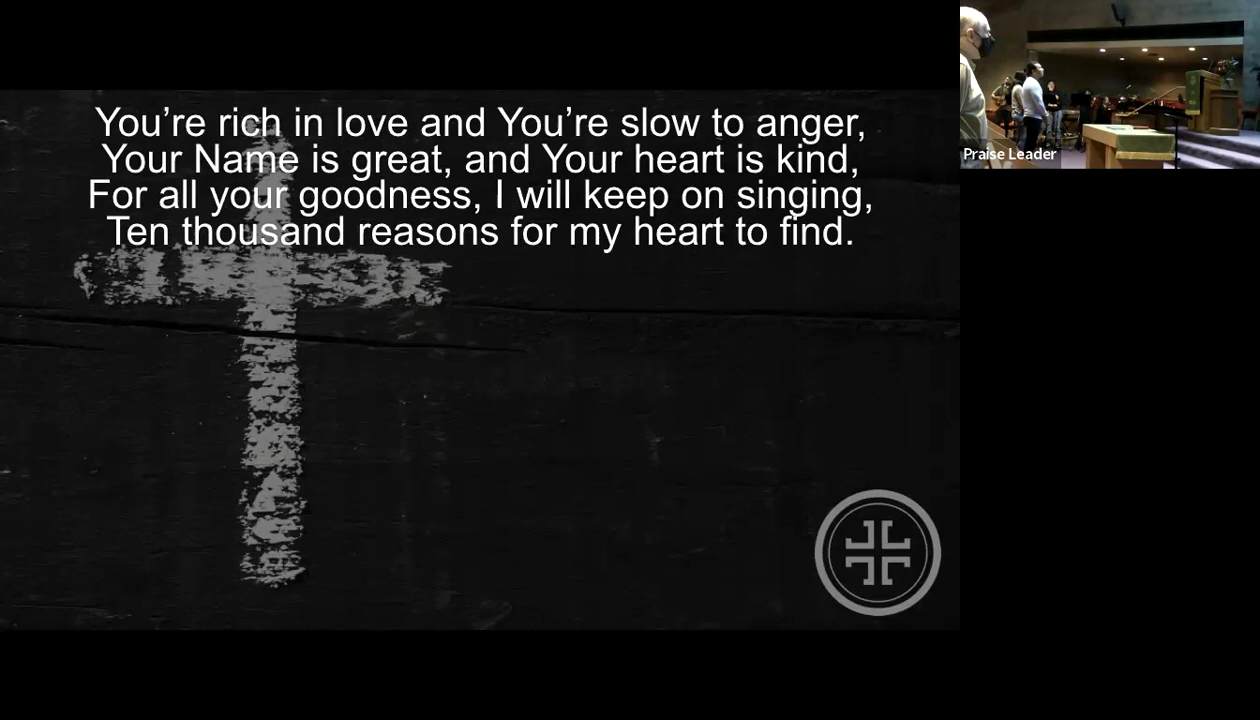 You’re rich in love and You’re slow to anger,
Your Name is great, and Your heart is kind,
For all your goodness, I will keep on singing,
Ten thousand reasons for my heart to find.
Praise Leader